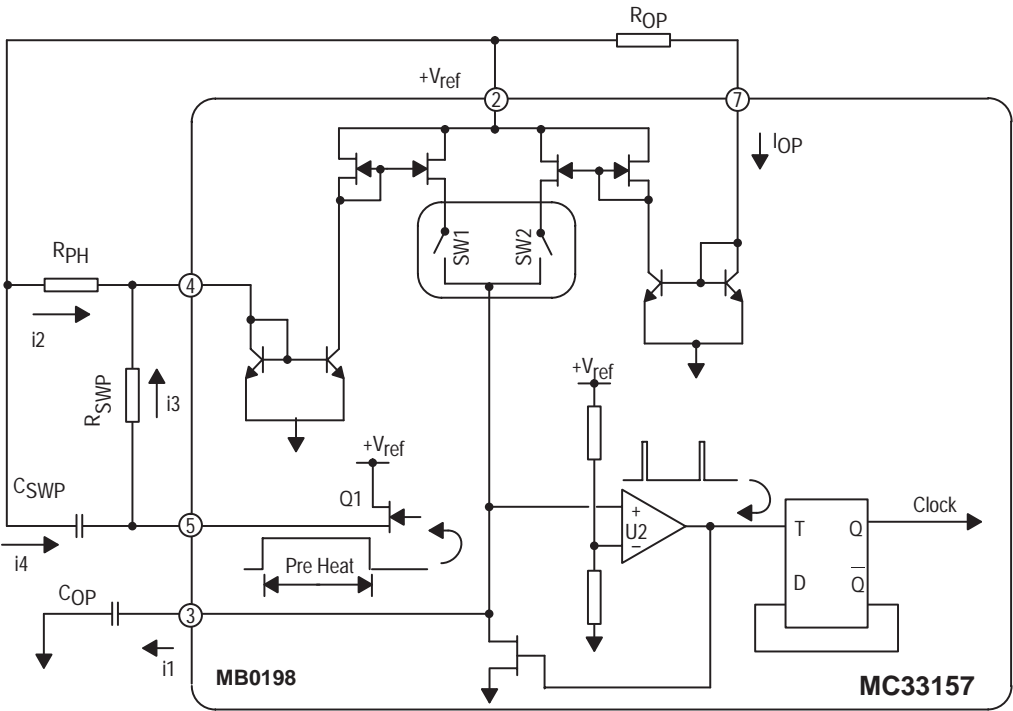 ROP
+Vref
2
7
IOP
SW1
SW2
RPH
4
i2
RSWP
i3
+Vref
+Vref
CSWP
Q1
+
U2
−
T
Q
Clock
5
i4
Pre Heat
D
Q
COP
3
i1
MB0198
MC33157